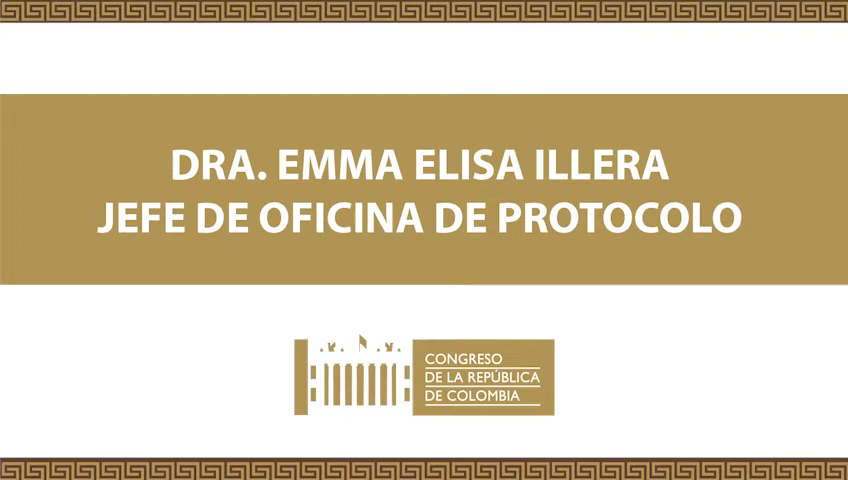 DRA. EMMA ELISA ILLERA
JEFE DE OFICINA DE PROTOCOLO
CONGRESO
DE LA REPÚBLICA
DE COLOMBIA